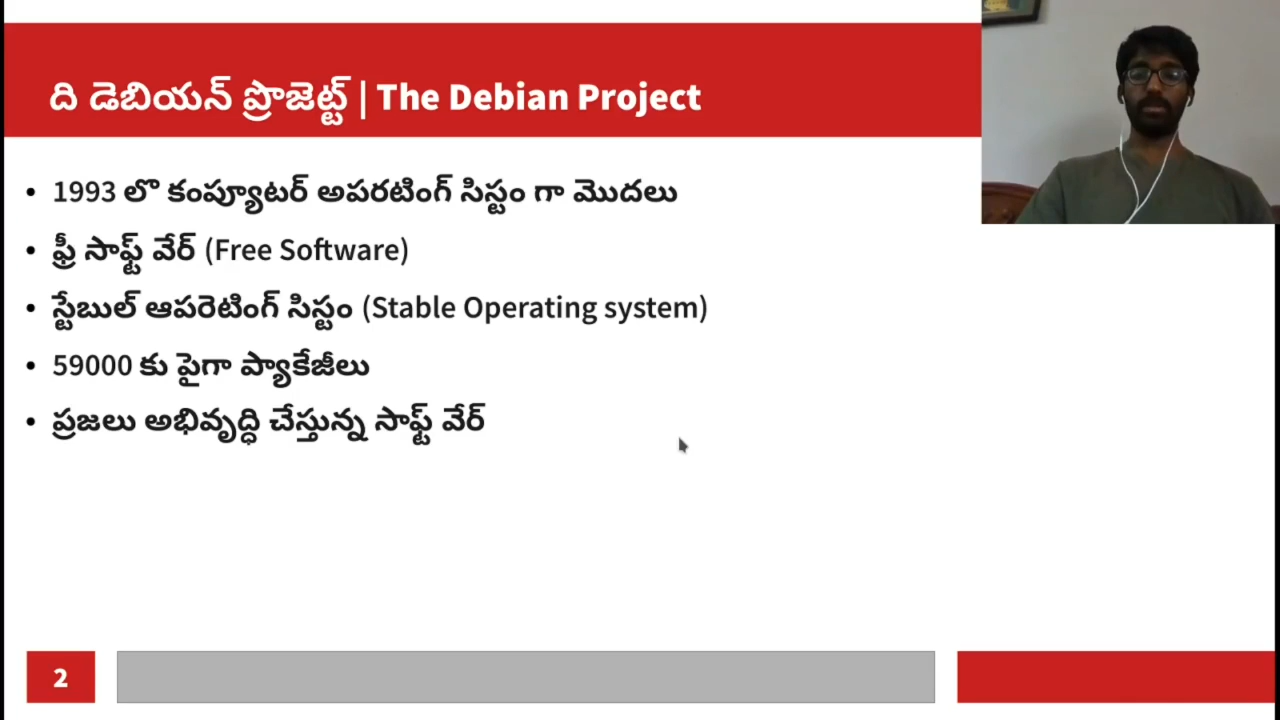 ది డెబియన్ ప్రొజెట్ట్ | The Debian Project
• 1993 లొ కంప్యూటర్ అపరటింగ్ సిస్టం గా మొదలు
• ఫ్రీ సాఫ్ట్ వేర్ (Free Software)
• స్టేబుల్ ఆపరెటింగ్ సిస్టం (Stable Operating system)
• 59000 కు పైగా ప్యాకేజీలు
• ప్రజలు అభివృద్ధి చేస్తున్న సాఫ్ట్ వేర్
2